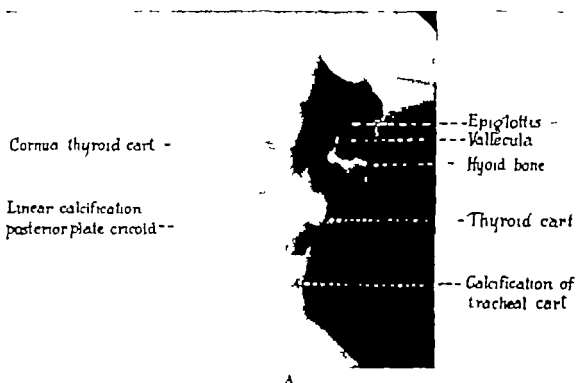 Epiglottis
Vallecula
Cornua thyroid cart
Hyoid bone
Linear calcification
posterior plate cricoid
Thyroid cart
Calcification of
tracheal cart
A